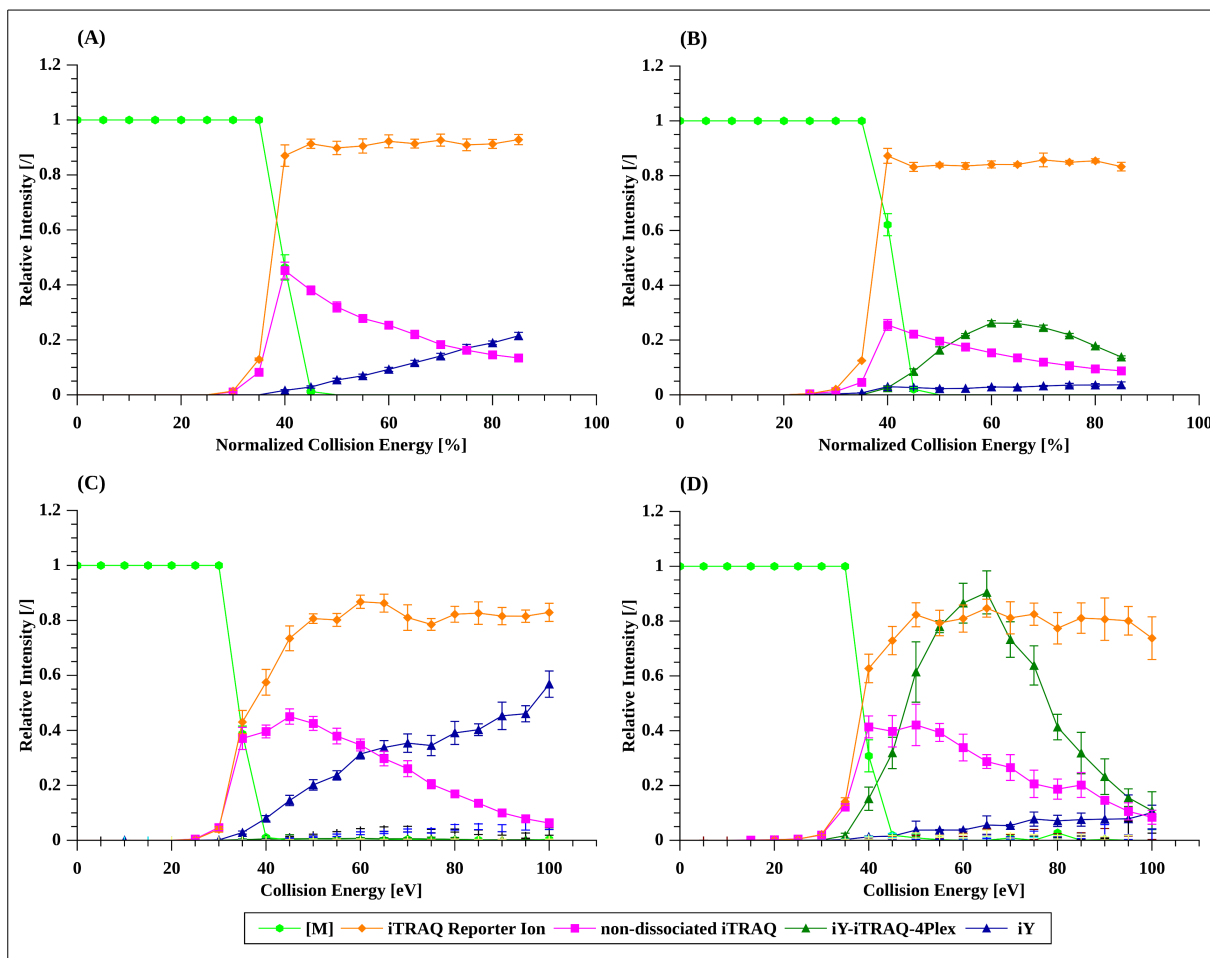 (A)
1.2
1
0.8
0.6
0.4
0.2
0
0 20 40 60 80 100
Relative Intensity [/]
Normalized Collision Energy [%]
(B)
1.2
1
0.8
0.6
0.4
0.2
0
0 20 40 60 80 100
Relative Intensity [/]
Normalized Collision Energy [%]
(C)
1.2
1
0.8
0.6
0.4
0.2
0
0 20 40 60 80 100
Relative Intensity [/]
Collision Energy [eV]
(D)
1.2
1
0.8
0.6
0.4
0.2
0
0 20 40 60 80 100
Relative Intensity [/]
Collision Energy [eV]
[M] iTRAQ Reporter Ion non-dissociated iTRAQ iY-iTRAQ-4Plex iY